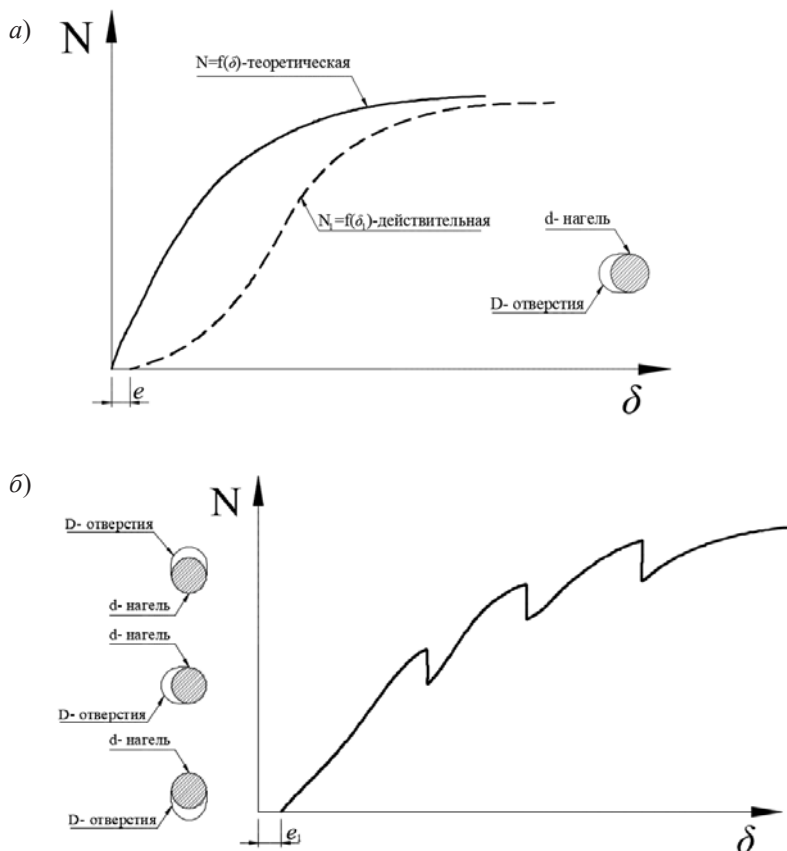 а)
N
N=f(δ)-теоретическая
N₁=f(δ₁)-действительная
d- нагель
D- отверстия
e
δ
б)
N
D- отверстия
d- нагель
d- нагель
D- отверстия
d- нагель
D- отверстия
e₁
δ